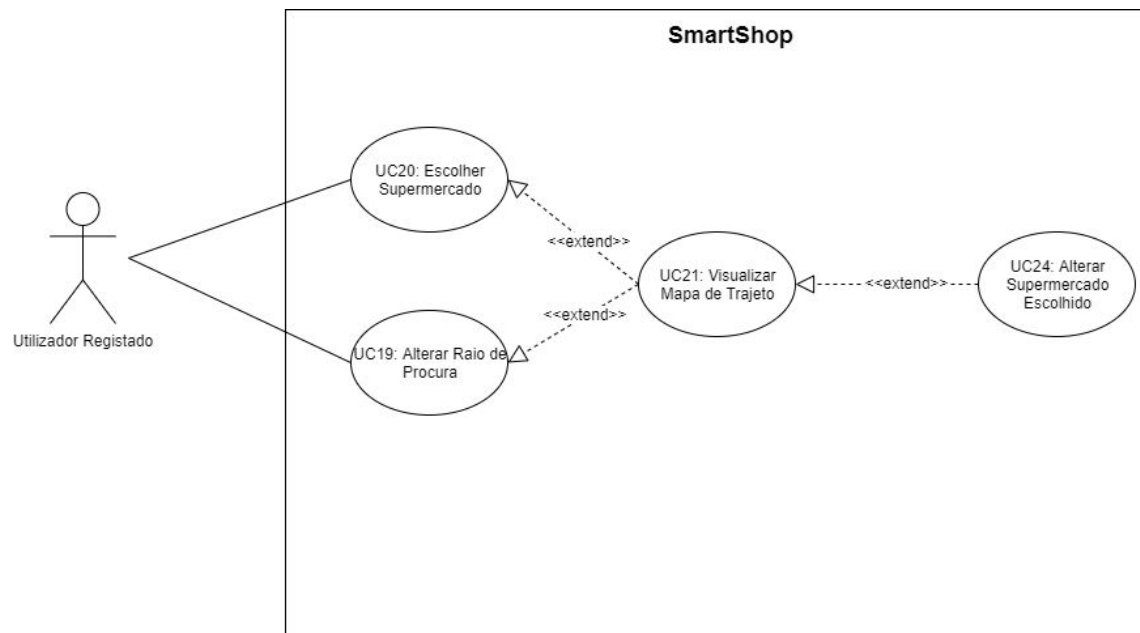 SmartShop
UC20: Escolher
Supermercado
<<extend>>
UC21: Visualizar
Mapa de Trajeto
<<extend>>
UC24: Alterar
Supermercado
Escolhido
<<extend>>
Utilizador Registado
UC19: Alterar Raio de
Procura